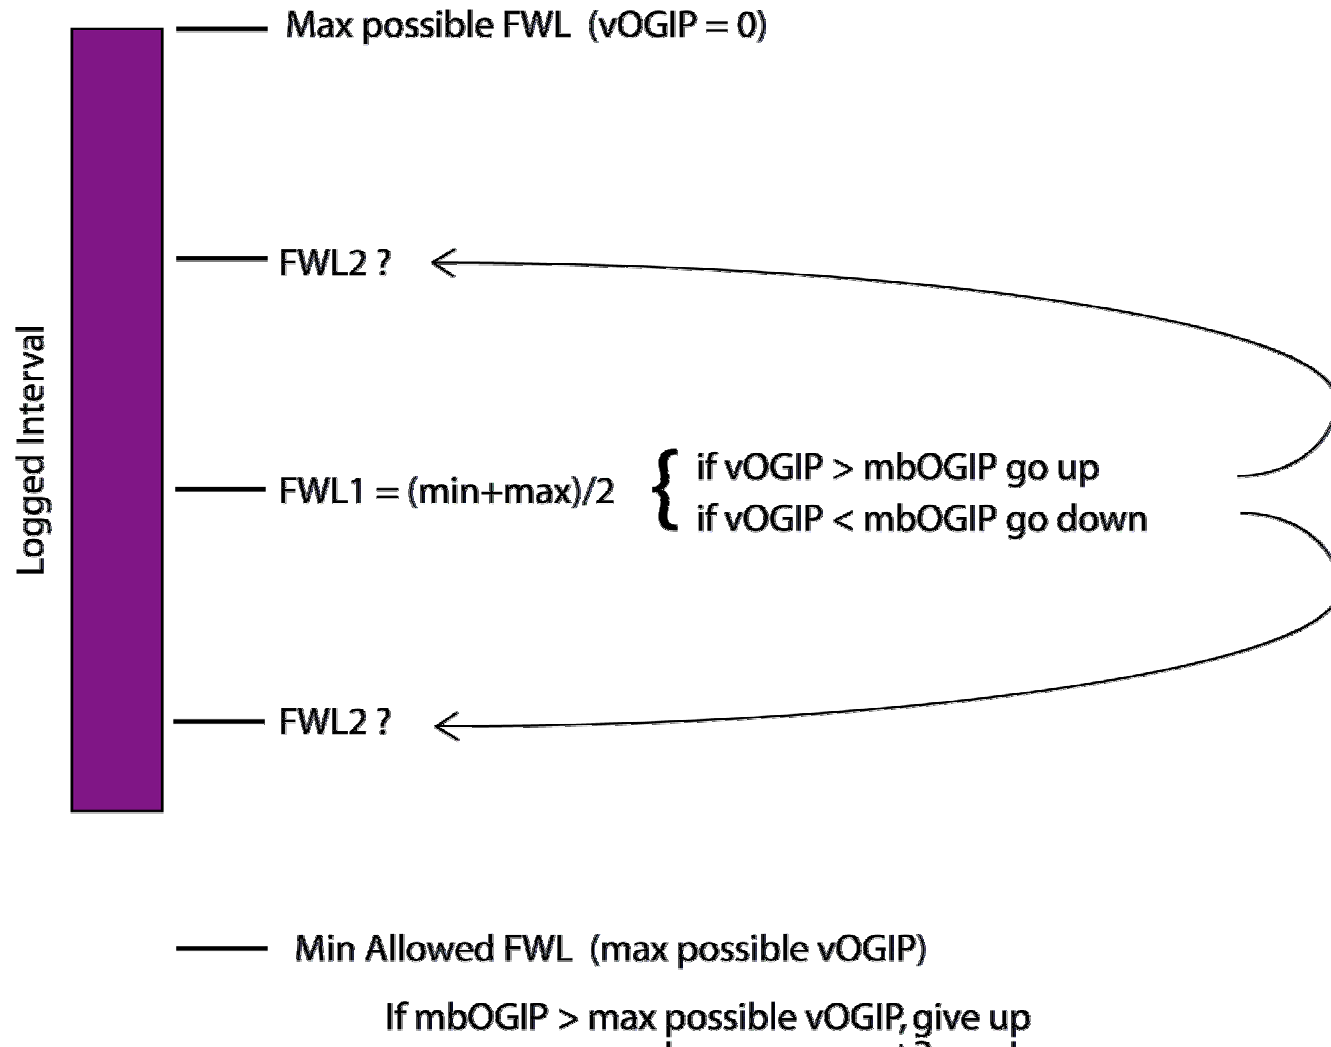 Max possible FWL (vOGIP = 0)
FWL2 ?
Logged Interval
FWL1 = (min+max)/2
if vOGIP > mbOGIP go up
if vOGIP < mbOGIP go down
FWL2 ?
Min Allowed FWL (max possible vOGIP)
If mbOGIP > max possible vOGIP, give up